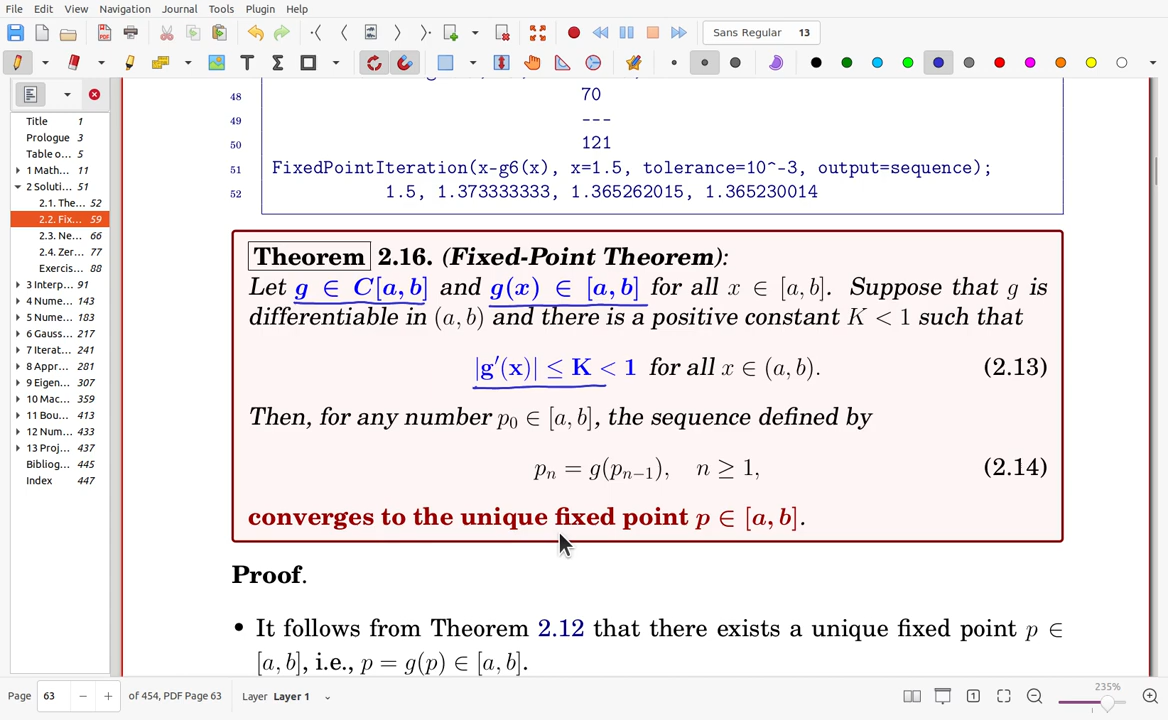 File Edit View Navigation Journal Tools Plugin Help
Sans Regular 13
Title 1
Prologue 3
Table o... 5
1 Math... 11
2 Soluti... 51
2.1. The... 52
2.2. Fix... 59
2.3. Ne... 66
2.4. Zer... 77
Exercis... 88
3 Interp... 91
4 Nume... 143
5 Nume... 183
6 Gauss... 217
7 Iterat... 241
8 Appr... 281
9 Eigen... 307
10 Mac... 359
11 Bou... 413
12 Num... 433
13 Proj... 437
Bibliog... 445
Index 447
48 70
49 ---
50 121
51 FixedPointIteration(x-g6(x), x=1.5, tolerance=10^-3, output=sequence);
52 1.5, 1.373333333, 1.365262015, 1.365230014
Theorem 2.16. (Fixed-Point Theorem):
Let g ∈ C[a, b] and g(x) ∈ [a, b] for all x ∈ [a, b]. Suppose that g is
differentiable in (a, b) and there is a positive constant K < 1 such that
|g′(x)| ≤ K < 1 for all x ∈ (a, b). (2.13)
Then, for any number p₀ ∈ [a, b], the sequence defined by
pₙ = g(pₙ₋₁), n ≥ 1, (2.14)
converges to the unique fixed point p ∈ [a, b].
Proof.
• It follows from Theorem 2.12 that there exists a unique fixed point p ∈
[a, b], i.e., p = g(p) ∈ [a, b].
Page 63 of 454, PDF Page 63 Layer Layer 1 235%